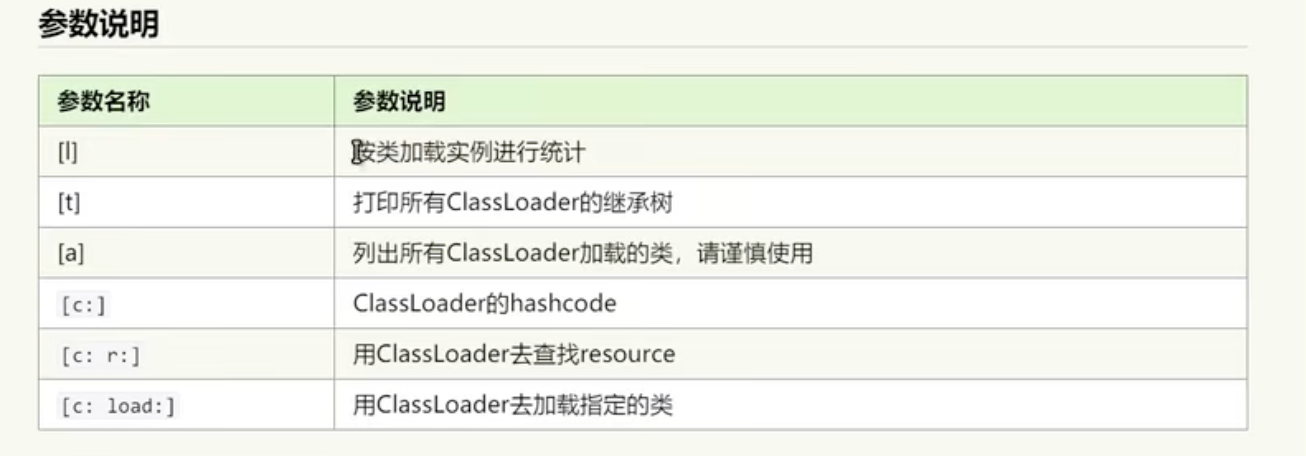 参数说明
参数名称 参数说明
[l] 按类加载实例进行统计
[t] 打印所有ClassLoader的继承树
[a] 列出所有ClassLoader加载的类，请谨慎使用
[c:] ClassLoader的hashcode
[c: r:] 用ClassLoader去查找resource
[c: load:] 用ClassLoader去加载指定的类